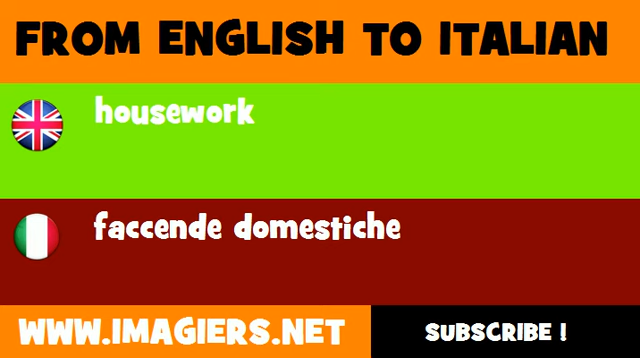 FROM ENGLISH TO ITALIAN
housework
faccende domestiche
WWW.IMAGIERS.NET
SUBSCRIBE !